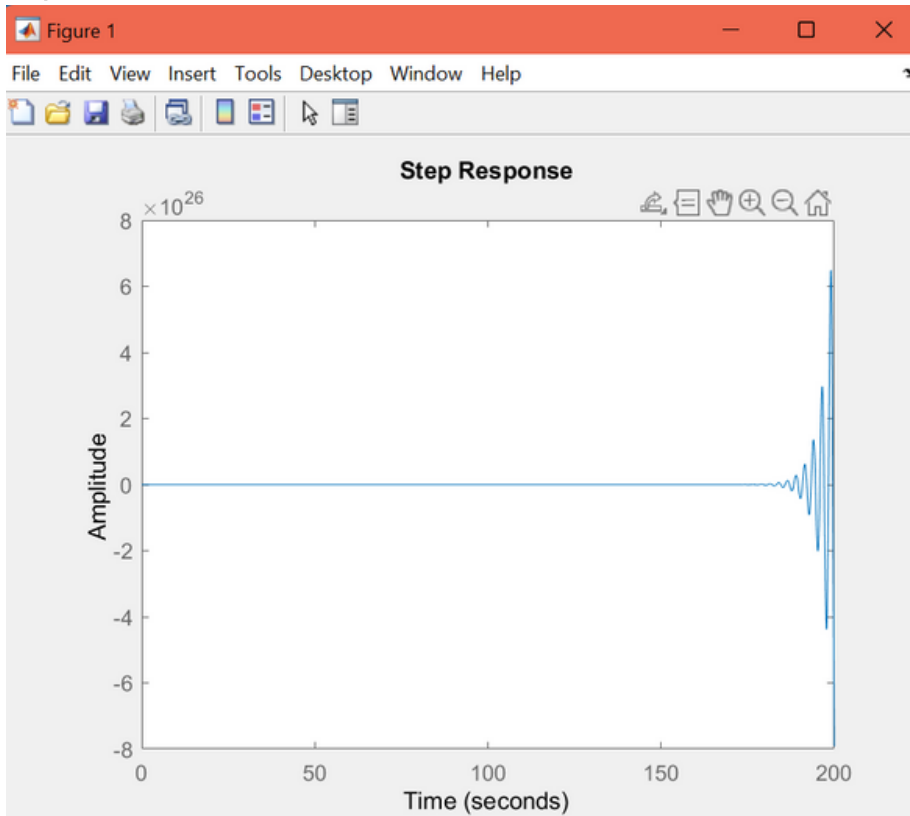 Figure 1
File Edit View Insert Tools Desktop Window Help
Step Response
×10^26
8
6
4
2
0
-2
-4
-6
-8
Amplitude
0 50 100 150 200
Time (seconds)